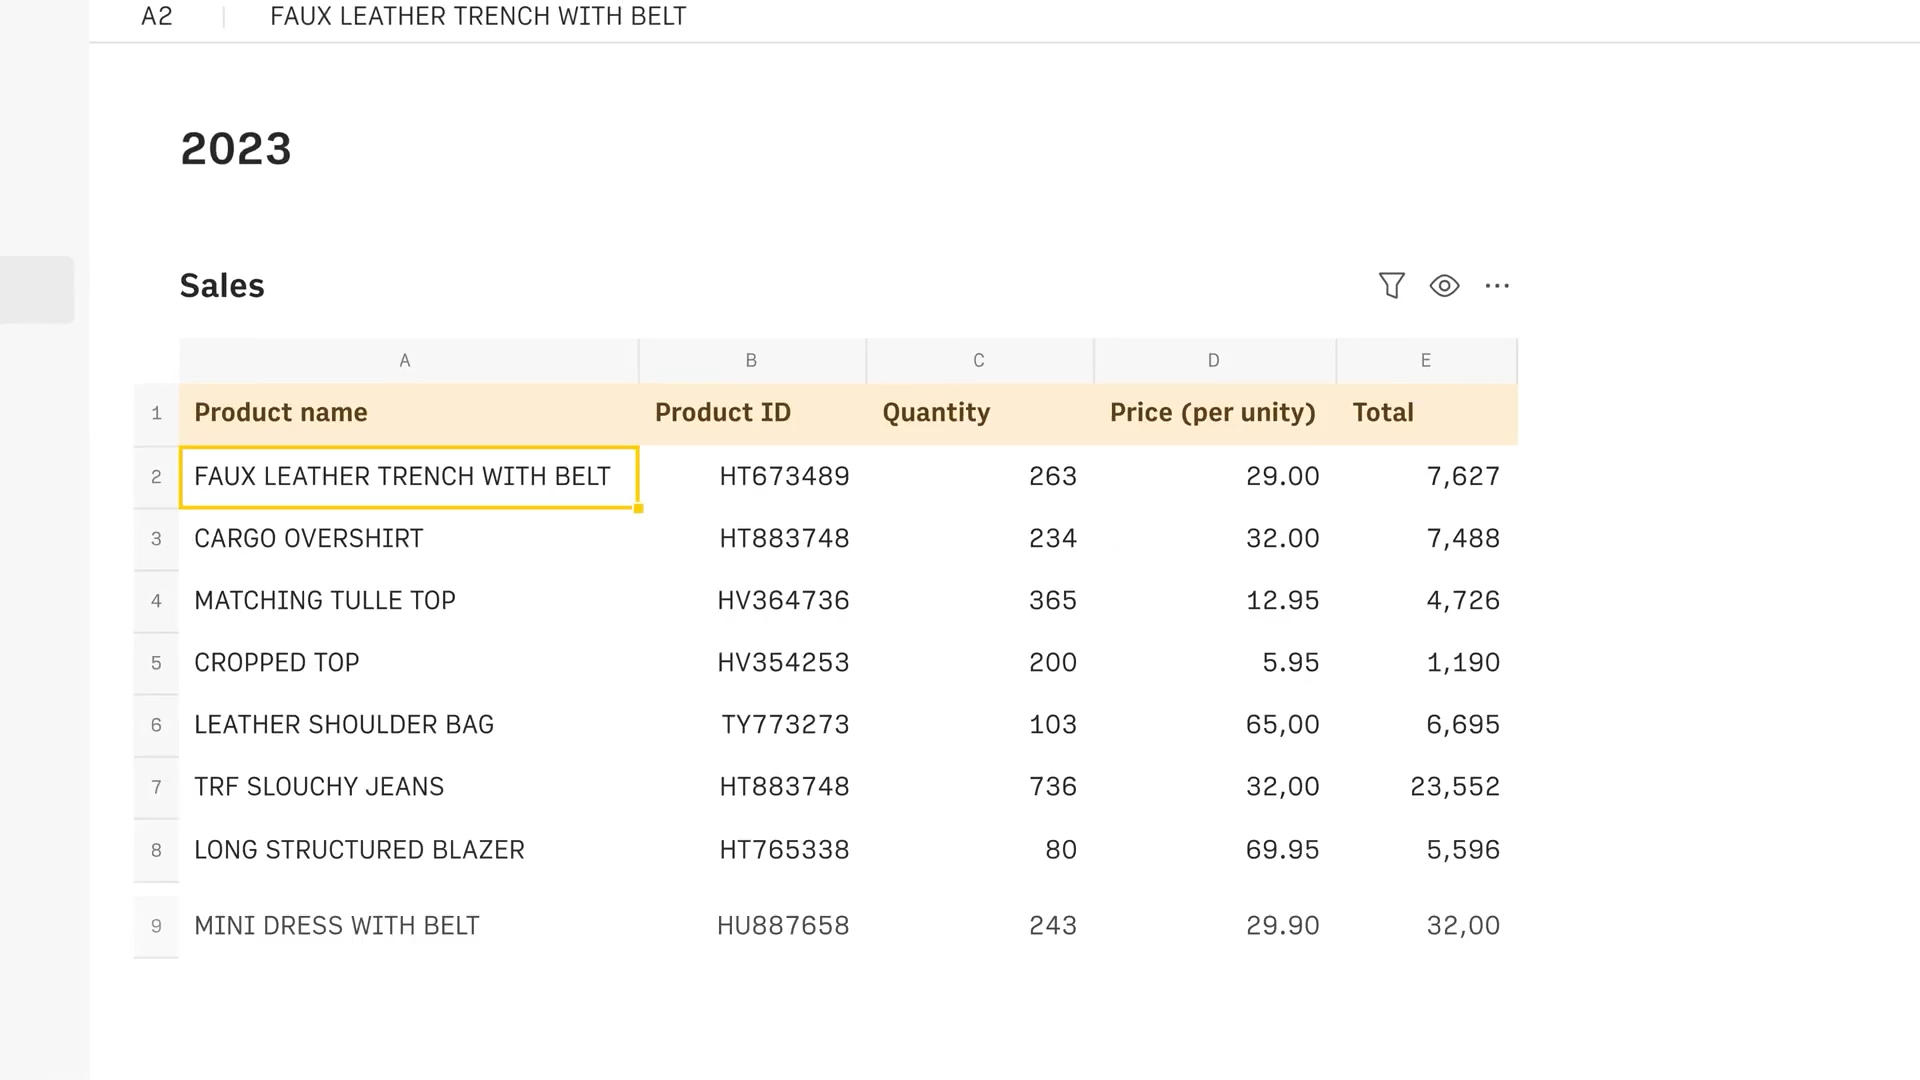 A2 FAUX LEATHER TRENCH WITH BELT
2023
Sales
A B C D E
1 Product name Product ID Quantity Price (per unity) Total
2 FAUX LEATHER TRENCH WITH BELT HT673489 263 29.00 7,627
3 CARGO OVERSHIRT HT883748 234 32.00 7,488
4 MATCHING TULLE TOP HV364736 365 12.95 4,726
5 CROPPED TOP HV354253 200 5.95 1,190
6 LEATHER SHOULDER BAG TY773273 103 65,00 6,695
7 TRF SLOUCHY JEANS HT883748 736 32,00 23,552
8 LONG STRUCTURED BLAZER HT765338 80 69.95 5,596
9 MINI DRESS WITH BELT HU887658 243 29.90 32,00